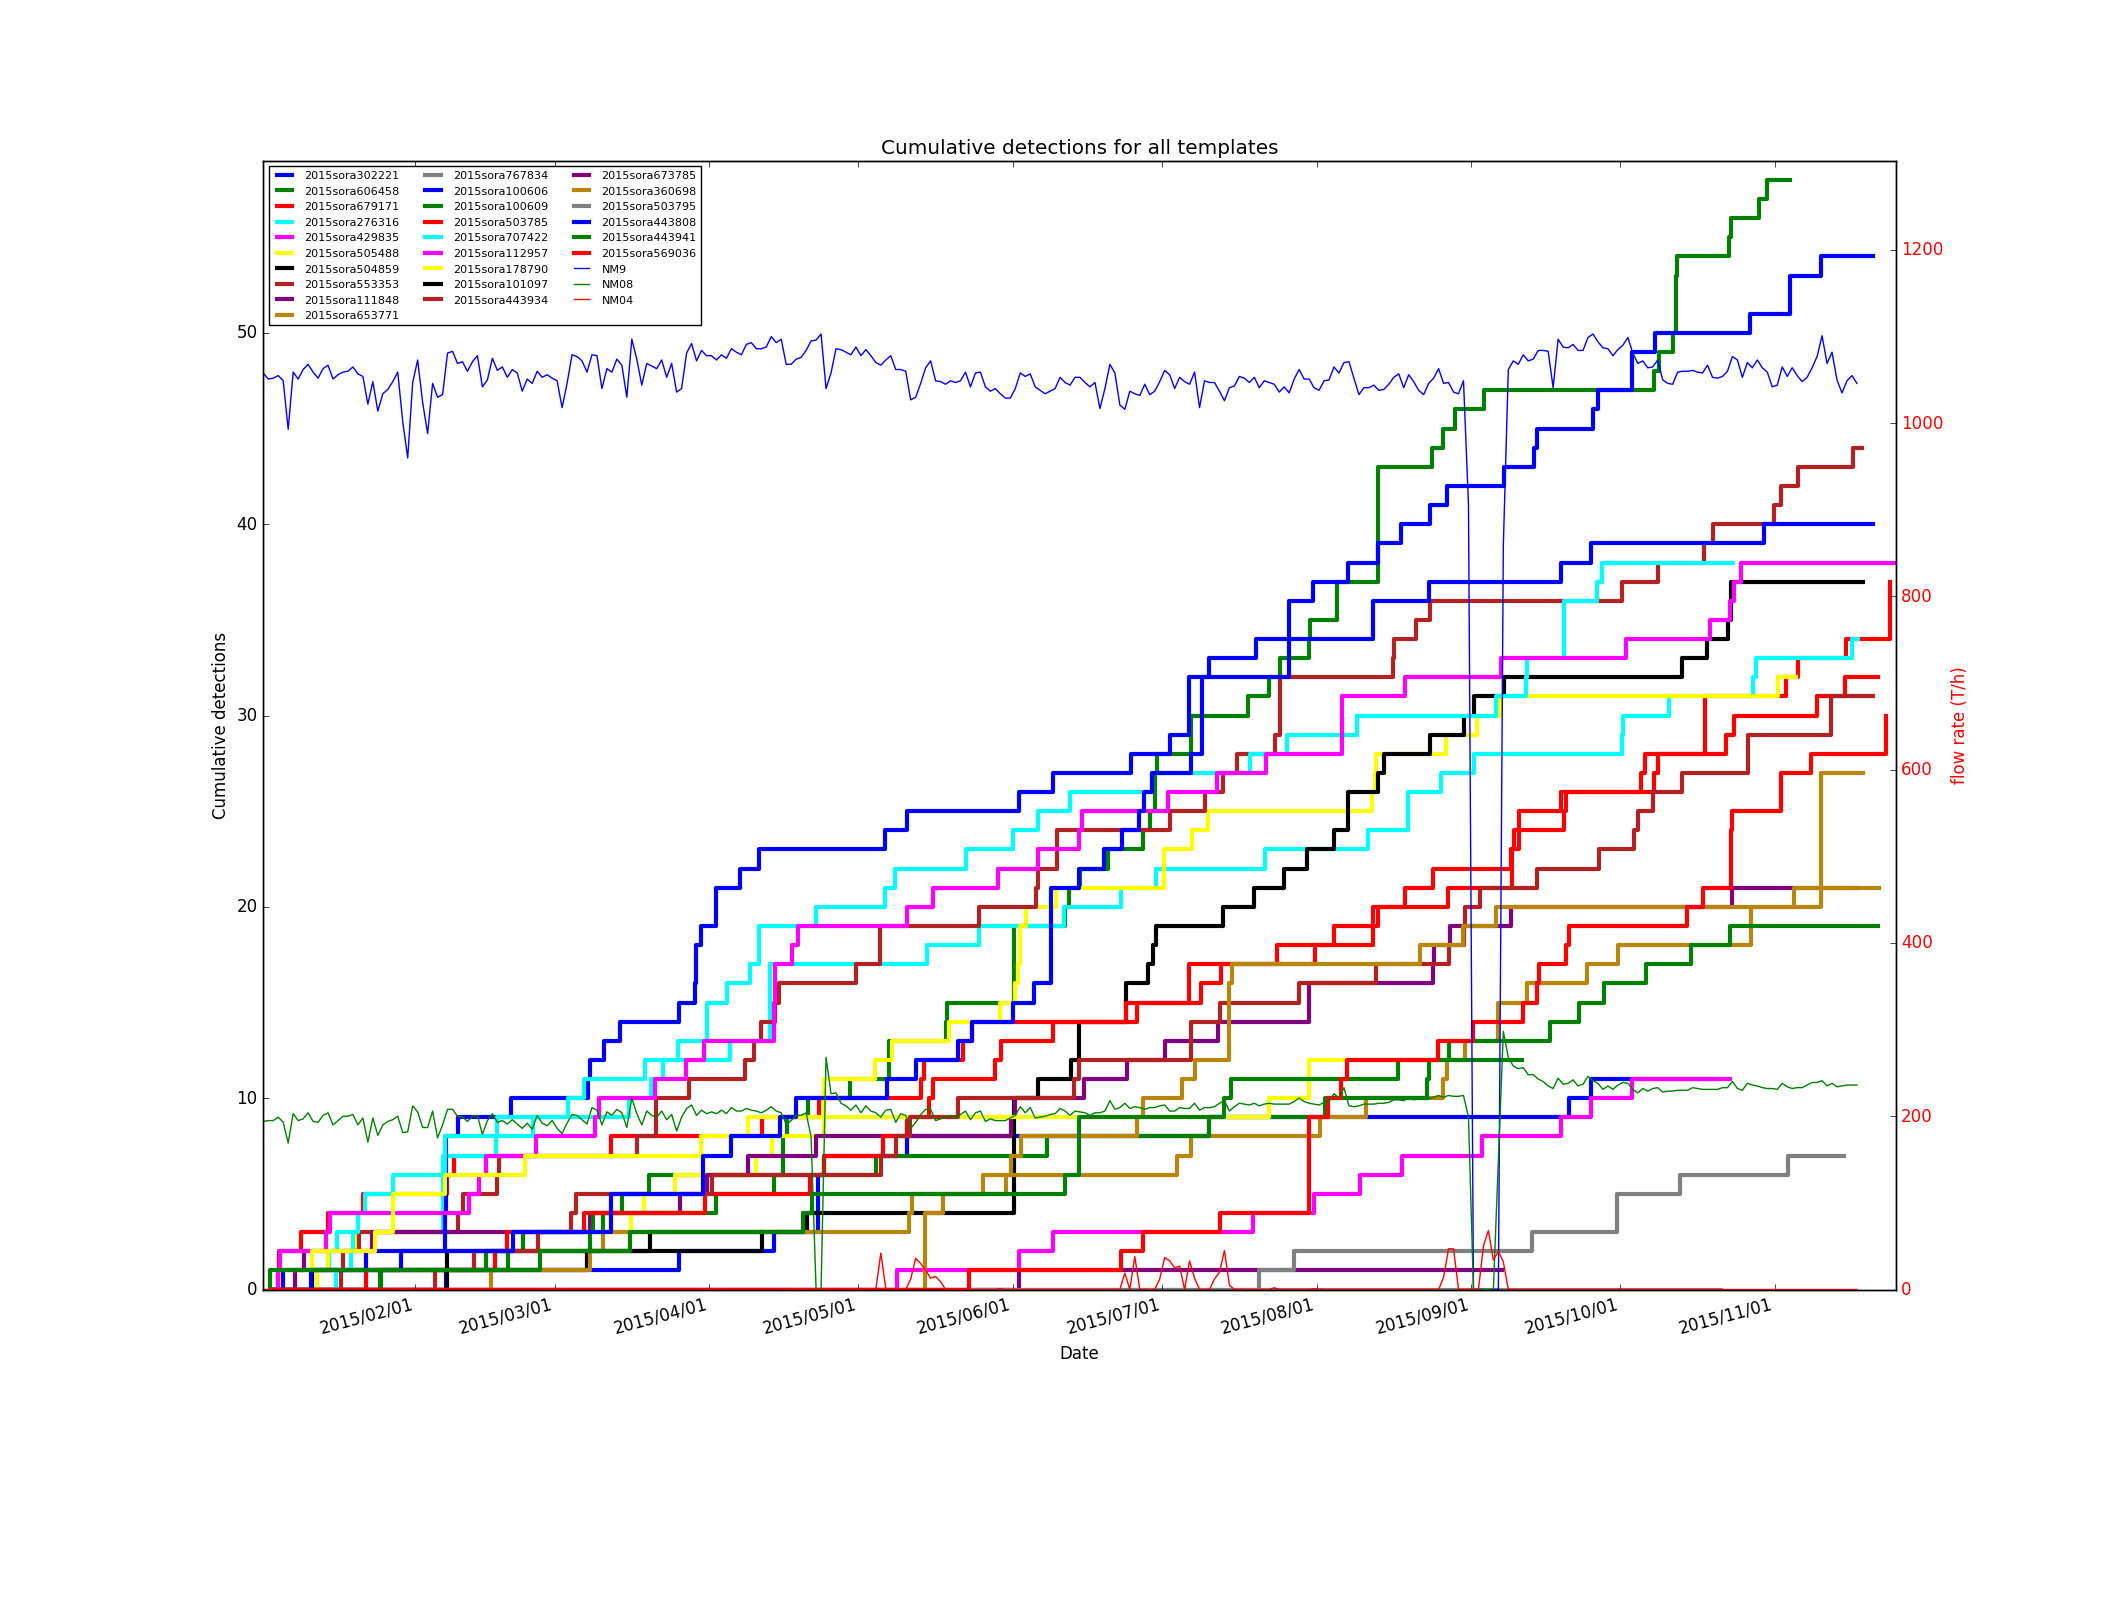 Cumulative detections for all templates
2015sora302221 2015sora767834 2015sora673785
2015sora606458 2015sora100606 2015sora360698
2015sora679171 2015sora100609 2015sora503795
2015sora276316 2015sora503785 2015sora443808
2015sora429835 2015sora707422 2015sora443941
2015sora505488 2015sora112957 2015sora569036
2015sora504859 2015sora178790 NM9
2015sora553353 2015sora101097 NM08
2015sora111848 2015sora443934 NM04
2015sora653771
50
40
30
20
10
0
Cumulative detections
1200
1000
800
600
400
200
0
flow rate (T/h)
2015/02/01 2015/03/01 2015/04/01 2015/05/01 2015/06/01 2015/07/01 2015/08/01 2015/09/01 2015/10/01 2015/11/01
Date